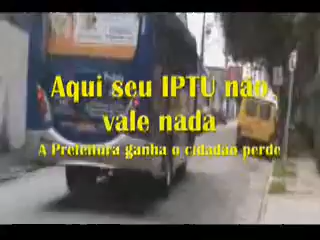 Aqui seu IPTU não
vale nada
A Prefeitura ganha o cidadão perde